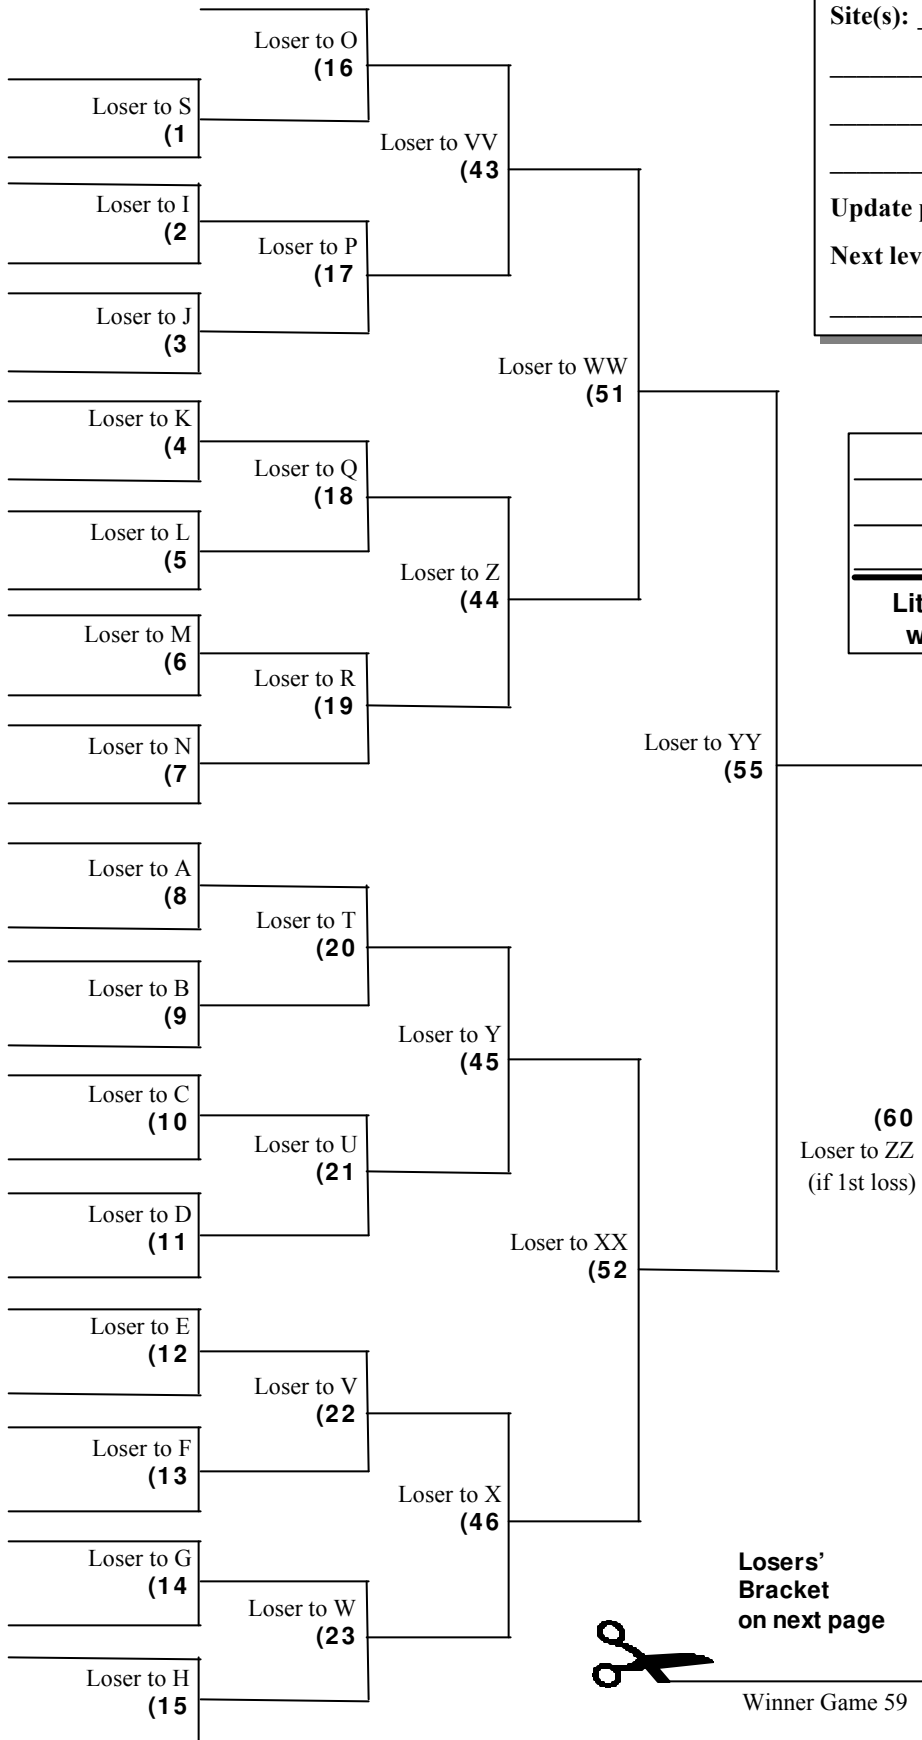 Loser to O
(16
Loser to S
(1
Loser to VV
(43
Loser to I
(2
Loser to P
(17
Loser to J
(3
Loser to WW
(51
Loser to K
(4
Loser to Q
(18
Loser to L
(5
Loser to Z
(44
Loser to M
(6
Loser to R
(19
Loser to N
(7
Loser to YY
(55
Loser to A
(8
Loser to T
(20
Loser to B
(9
Loser to Y
(45
Loser to C
(10
Loser to U
(21
Loser to D
(11
Loser to XX
(52
Loser to E
(12
Loser to V
(22
Loser to F
(13
Loser to X
(46
Loser to G
(14
Loser to W
(23
Loser to H
(15
(60
Loser to ZZ
(if 1st loss)
Site(s):
Update
Next
Losers'
Bracket
on next page
Winner Game 59